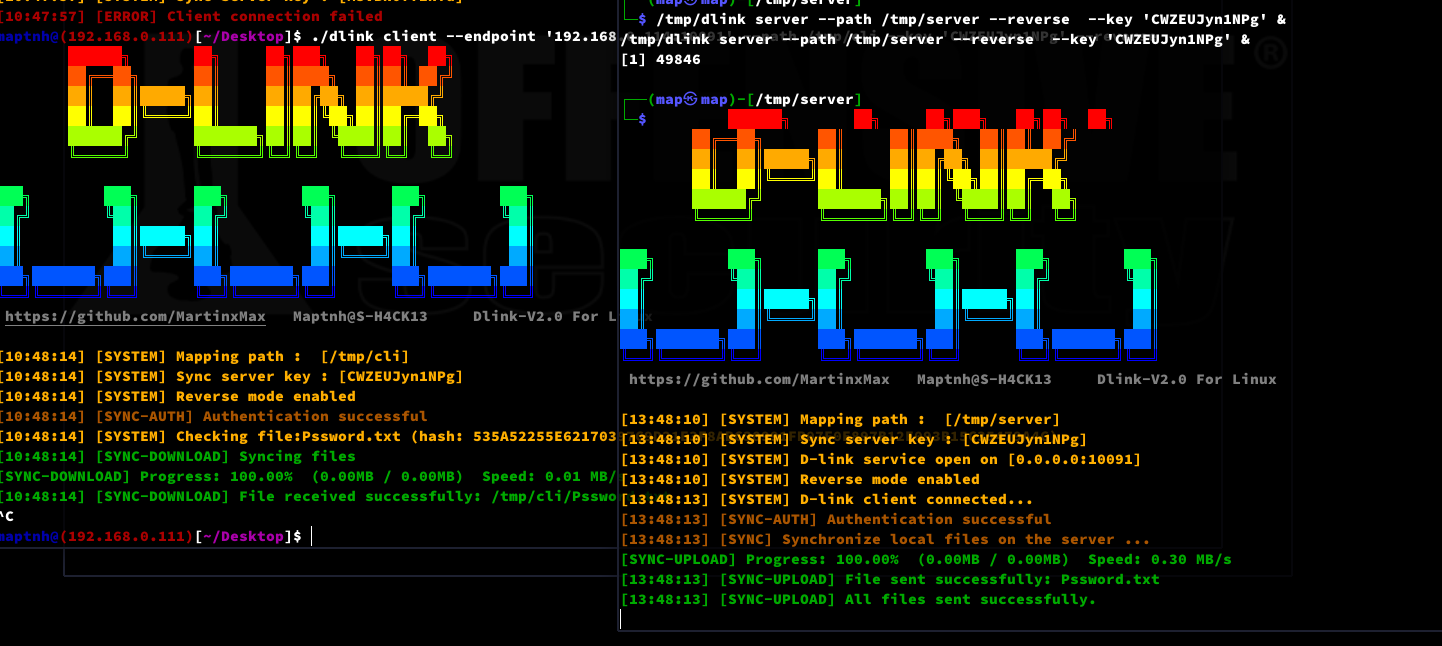 [10:47:57] [ERROR] Client connection failed
maptnh@(192.168.0.111)[~/Desktop]$ ./dlink client --endpoint '192.168
D-LINK
https://github.com/MartinxMax Maptnh@S-H4CK13 Dlink-V2.0 For L
[10:48:14] [SYSTEM] Mapping path : [/tmp/cli]
[10:48:14] [SYSTEM] Sync server key : [CWZEUJyn1NPg]
[10:48:14] [SYSTEM] Reverse mode enabled
[10:48:14] [SYNC-AUTH] Authentication successful
[10:48:14] [SYSTEM] Checking file:Pssword.txt (hash: 535A52255E621703
[10:48:14] [SYNC-DOWNLOAD] Syncing files
[SYNC-DOWNLOAD] Progress: 100.00% (0.00MB / 0.00MB) Speed: 0.01 MB/
[10:48:14] [SYNC-DOWNLOAD] File received successfully: /tmp/cli/Psswo
^C
maptnh@(192.168.0.111)[~/Desktop]$
(map㉿map)-[/tmp/server]
$ /tmp/dlink server --path /tmp/server --reverse --key 'CWZEUJyn1NPg' &
/tmp/dlink server --path /tmp/server --reverse --key 'CWZEUJyn1NPg' &
[1] 49846
(map㉿map)-[/tmp/server]
$
D-LINK
https://github.com/MartinxMax Maptnh@S-H4CK13 Dlink-V2.0 For Linux
[13:48:10] [SYSTEM] Mapping path : [/tmp/server]
[13:48:10] [SYSTEM] Sync server key : [CWZEUJyn1NPg]
[13:48:10] [SYSTEM] D-link service open on [0.0.0.0:10091]
[13:48:10] [SYSTEM] Reverse mode enabled
[13:48:13] [SYSTEM] D-link client connected...
[13:48:13] [SYNC-AUTH] Authentication successful
[13:48:13] [SYNC] Synchronize local files on the server ...
[SYNC-UPLOAD] Progress: 100.00% (0.00MB / 0.00MB) Speed: 0.30 MB/s
[13:48:13] [SYNC-UPLOAD] File sent successfully: Pssword.txt
[13:48:13] [SYNC-UPLOAD] All files sent successfully.